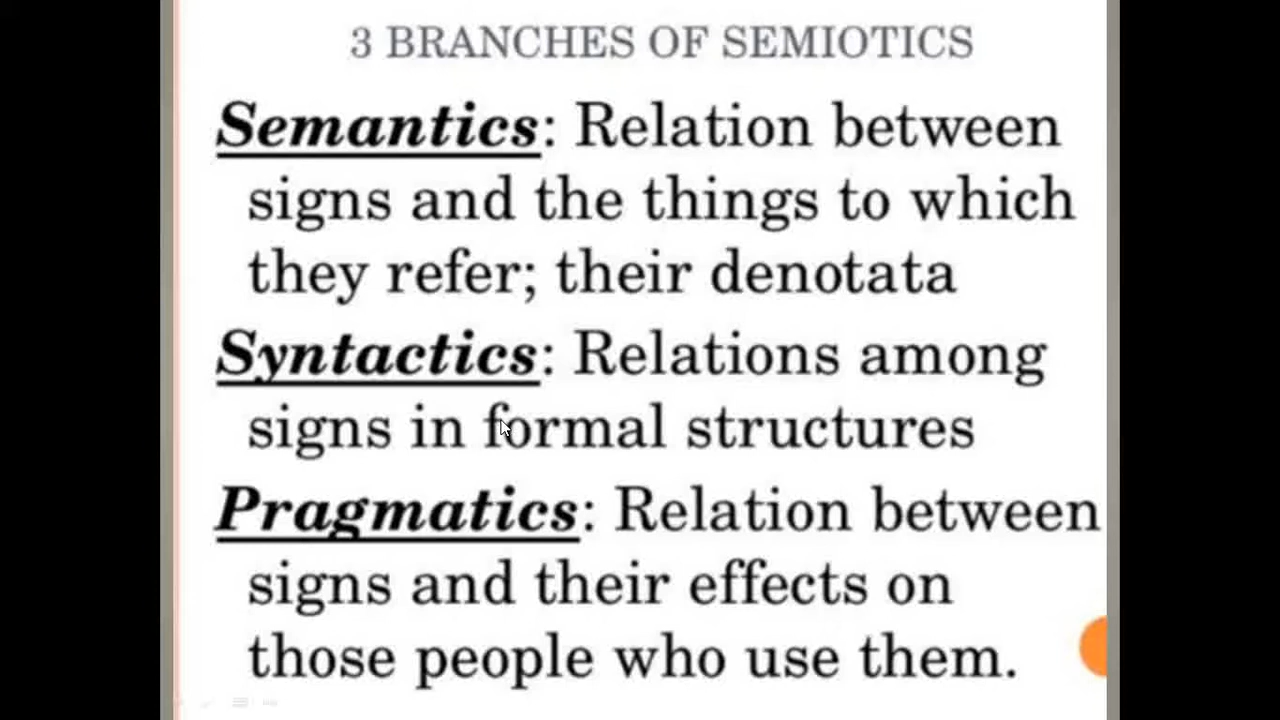 3 BRANCHES OF SEMIOTICS
Semantics: Relation between
signs and the things to which
they refer; their denotata
Syntactics: Relations among
signs in formal structures
Pragmatics: Relation between
signs and their effects on
those people who use them.